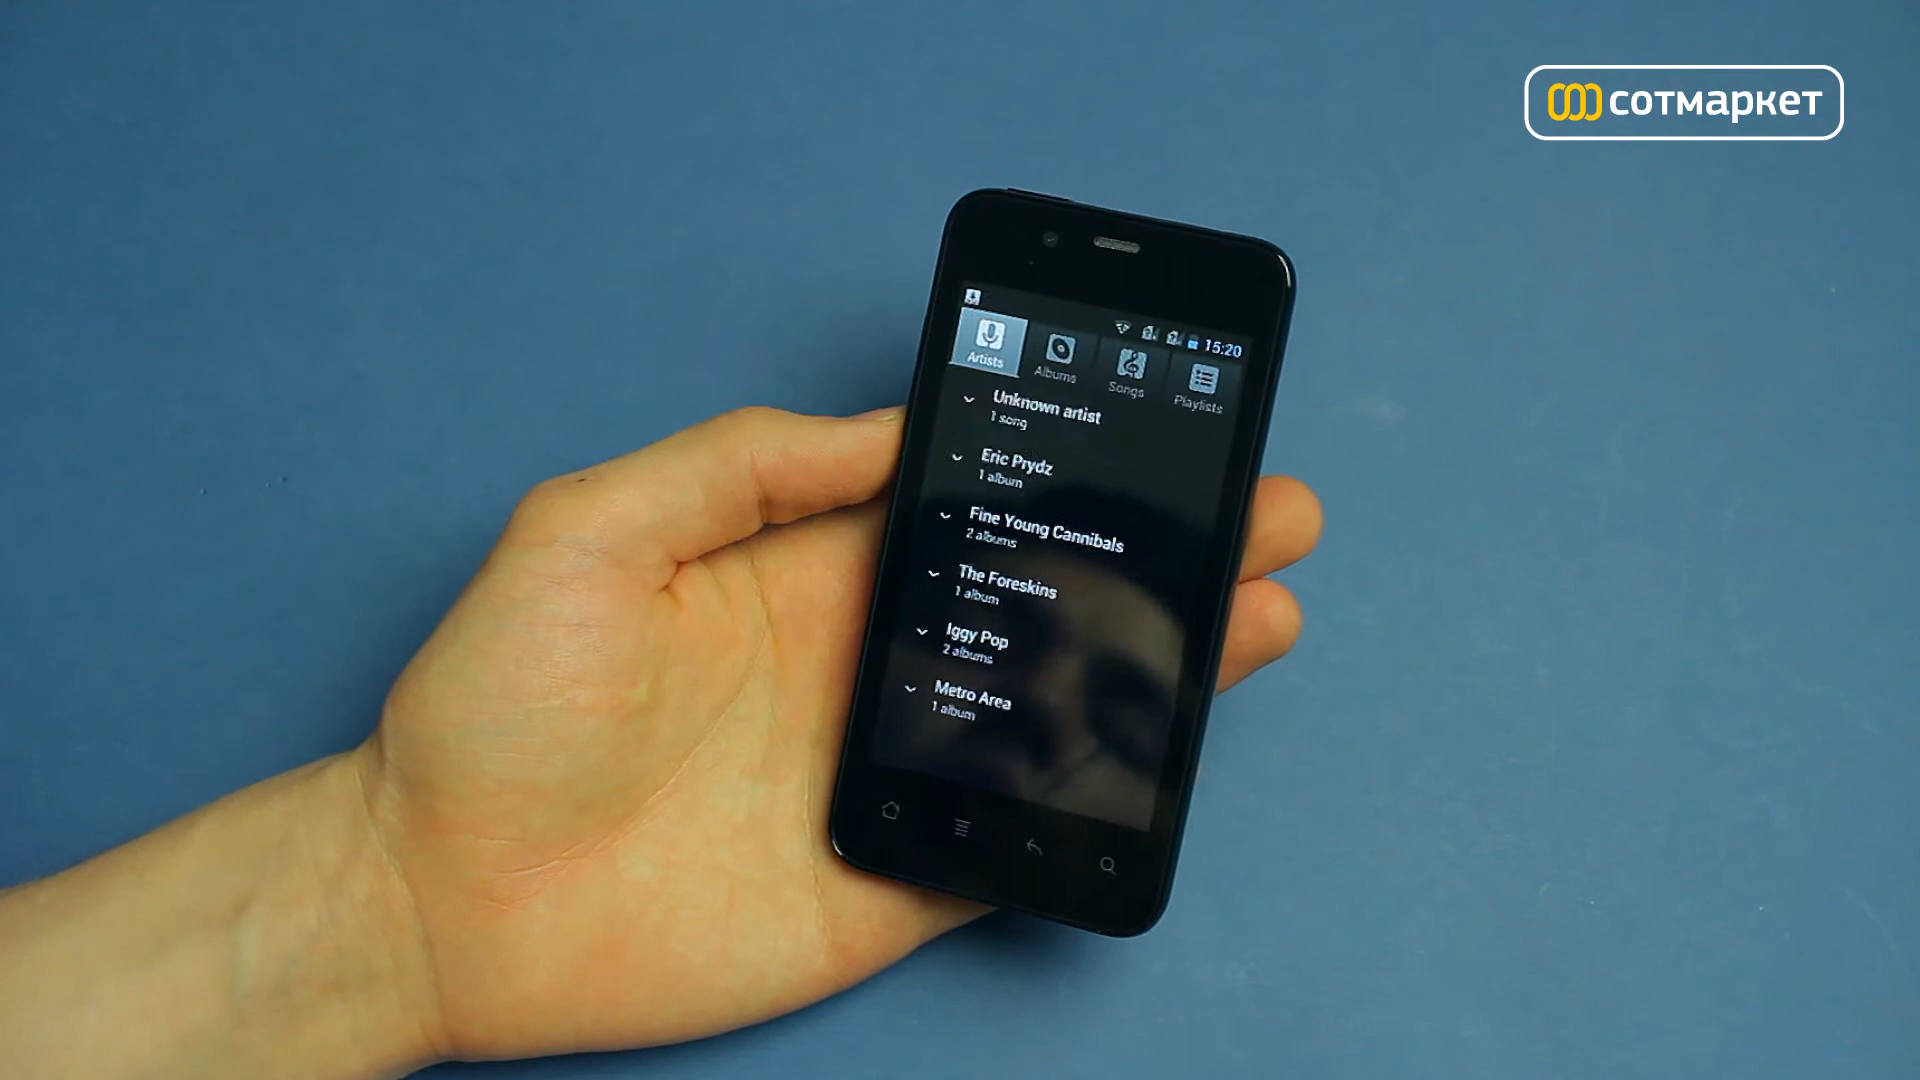 сотмаркет
15:20
Artists
Albums
Songs
Playlists
Unknown artist
1 song
Eric Prydz
1 album
Fine Young Cannibals
2 albums
The Foreskins
1 album
Iggy Pop
2 albums
Metro Area
1 album